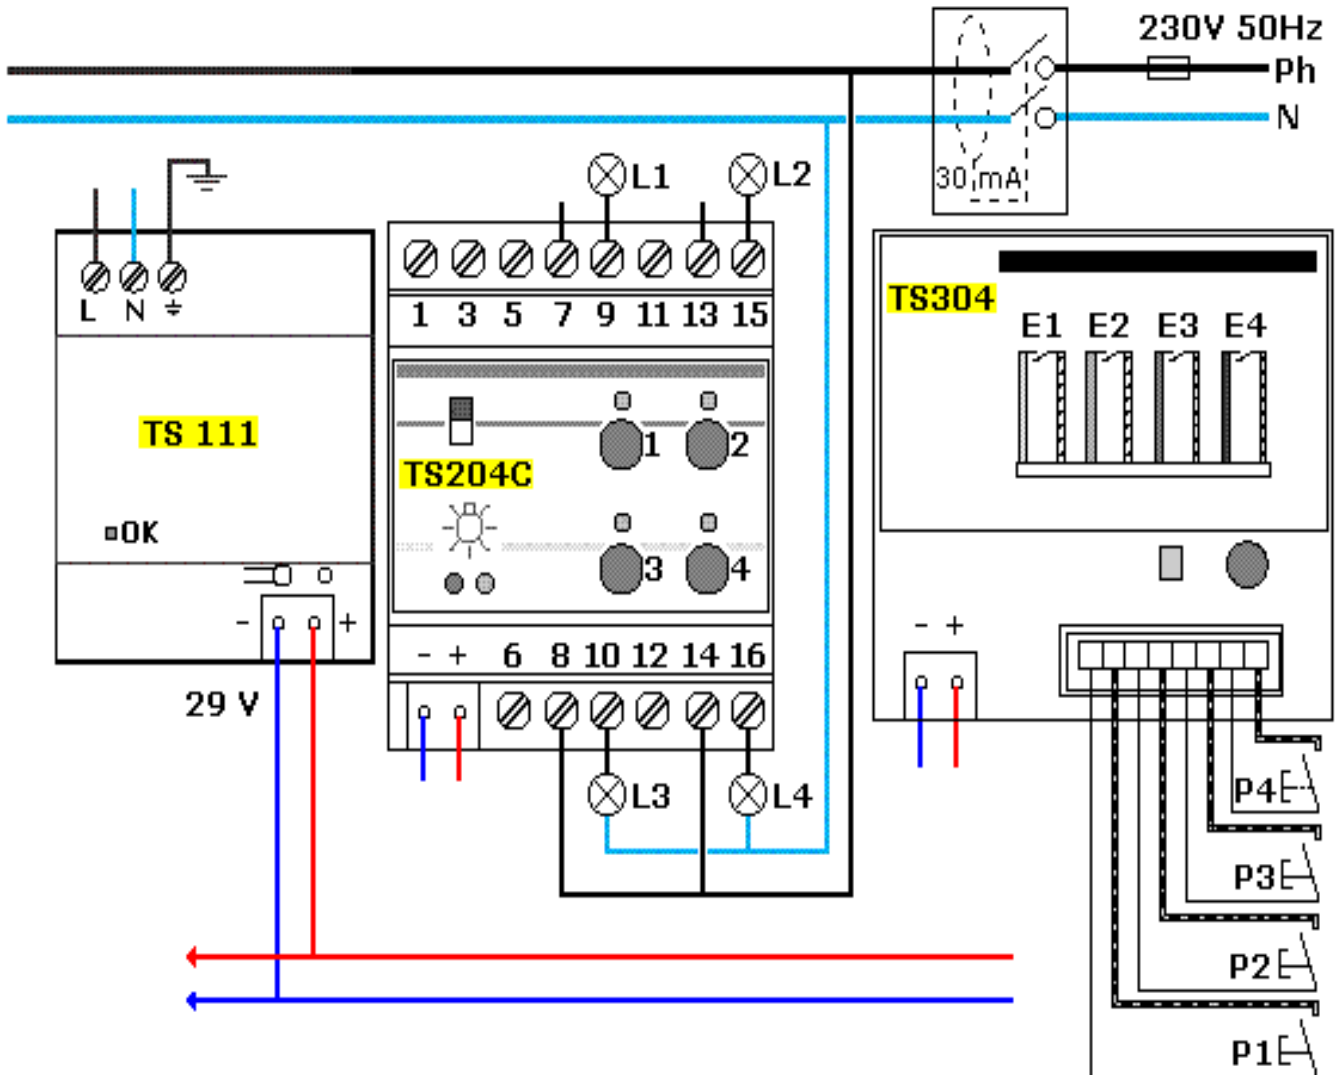 230V 50Hz
Ph
N
30 mA
L1 L2
L N
1 3 5 7 9 11 13 15
TS304
E1 E2 E3 E4
TS 111
TS204C
1 2
OK
3 4
- +
- + 6 8 10 12 14 16
- +
29 V
L3 L4
P4
P3
P2
P1